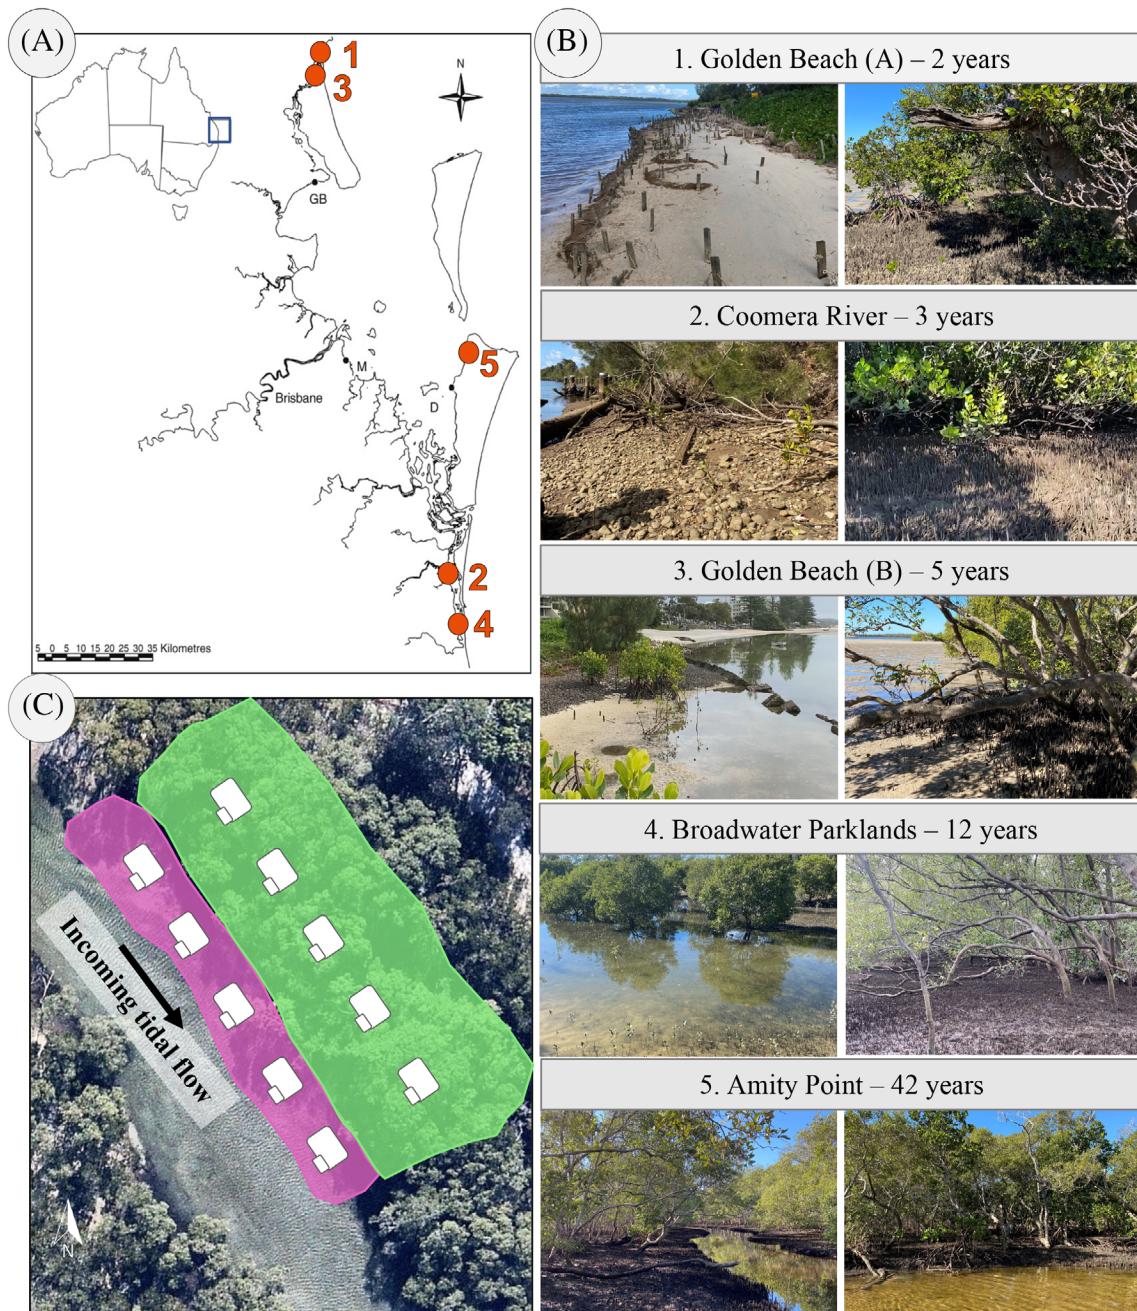 (A)
1
3
N
GB
5
M
Brisbane
D
2
4
5 0 5 10 15 20 25 30 35 Kilometres
(B)
1. Golden Beach (A) – 2 years
2. Coomera River – 3 years
3. Golden Beach (B) – 5 years
4. Broadwater Parklands – 12 years
5. Amity Point – 42 years
(C)
Incoming tidal flow
N